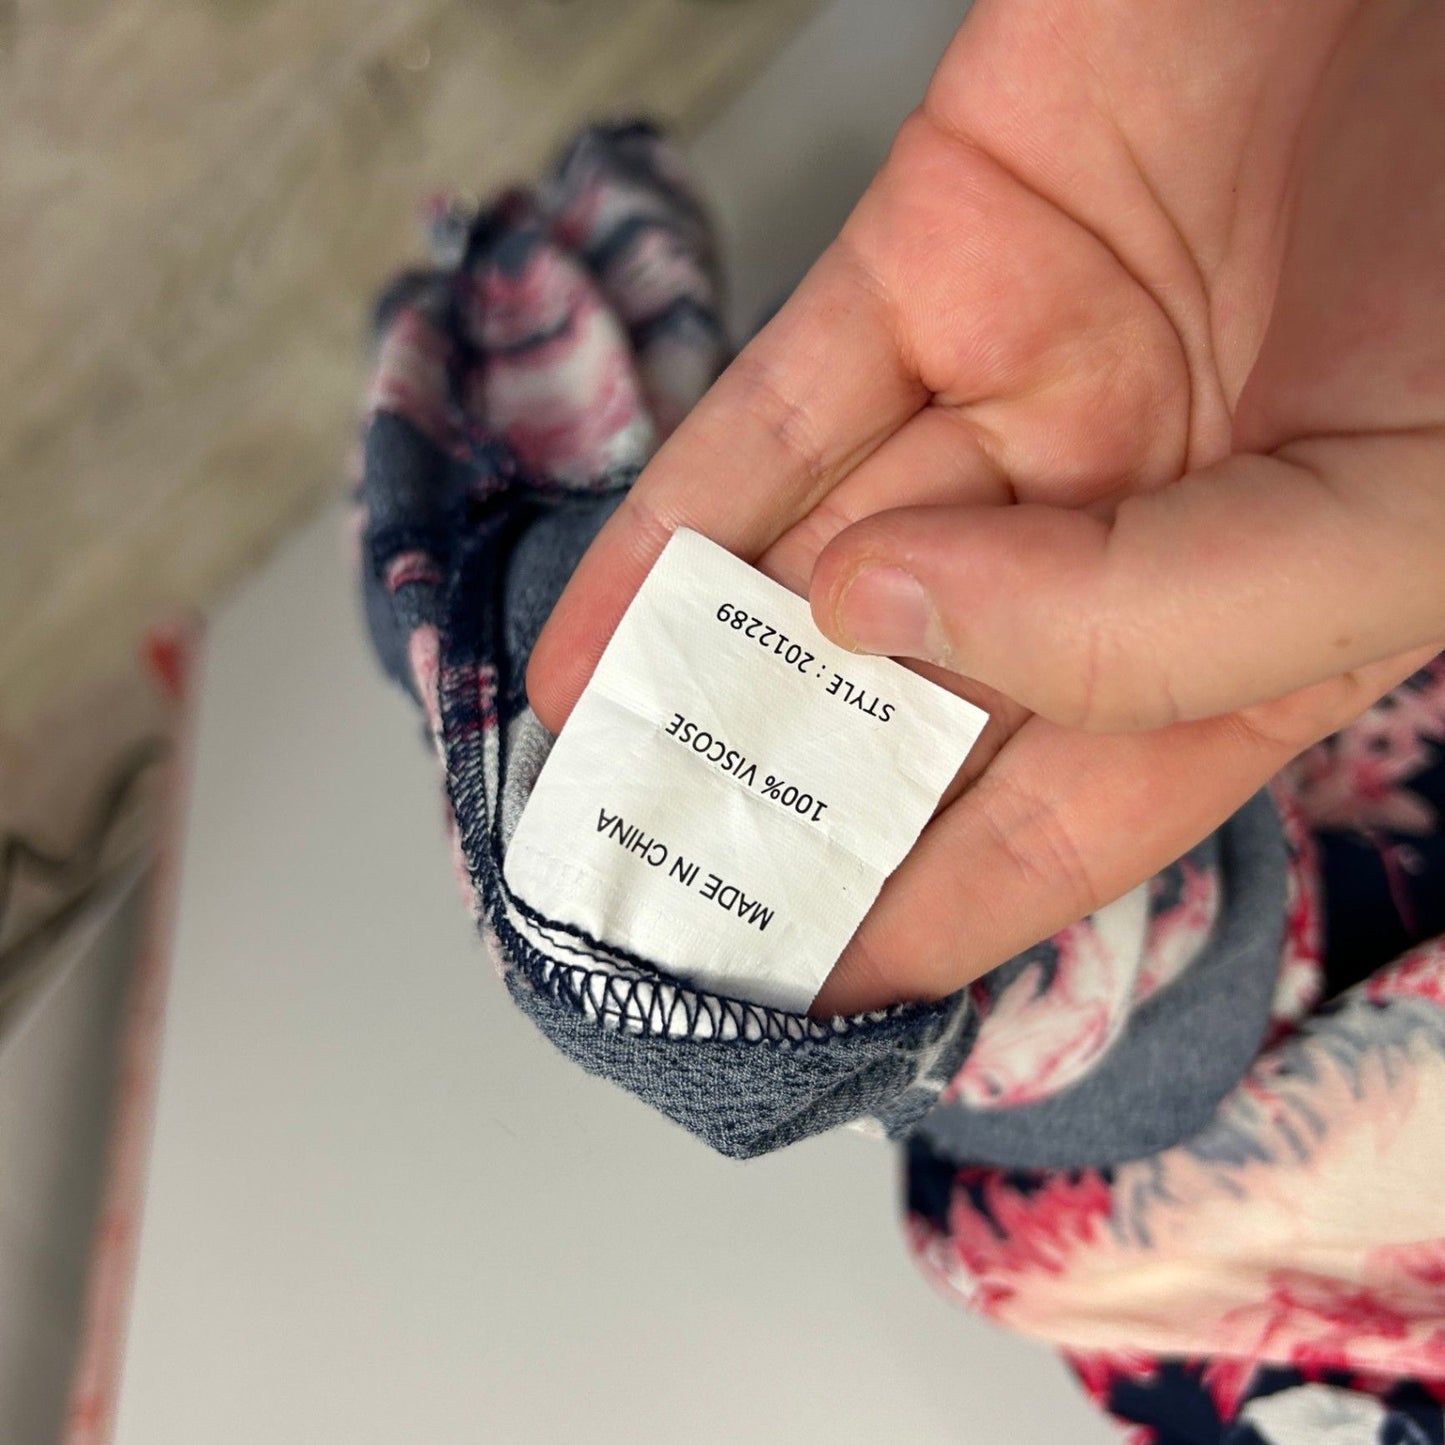 MADE IN CHINA
100% VISCOSE
STYLE : 2012289